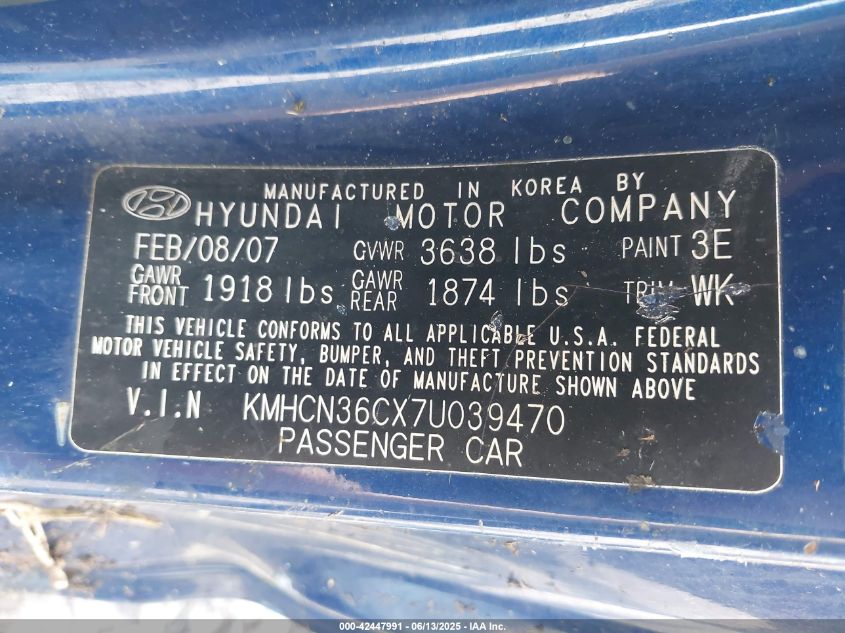 MANUFACTURED IN KOREA BY
HYUNDAI MOTOR COMPANY
FEB/08/07 GVWR 3638 lbs PAINT 3E
GAWR FRONT 1918 lbs GAWR REAR 1874 lbs TRIM WK
THIS VEHICLE CONFORMS TO ALL APPLICABLE U.S.A. FEDERAL
MOTOR VEHICLE SAFETY, BUMPER, AND THEFT PREVENTION STANDARDS
IN EFFECT ON THE DATE OF MANUFACTURE SHOWN ABOVE
V.I.N KMHCN36CX7U039470
PASSENGER CAR
000-42447991 - 06/13/2025 - IAA Inc.